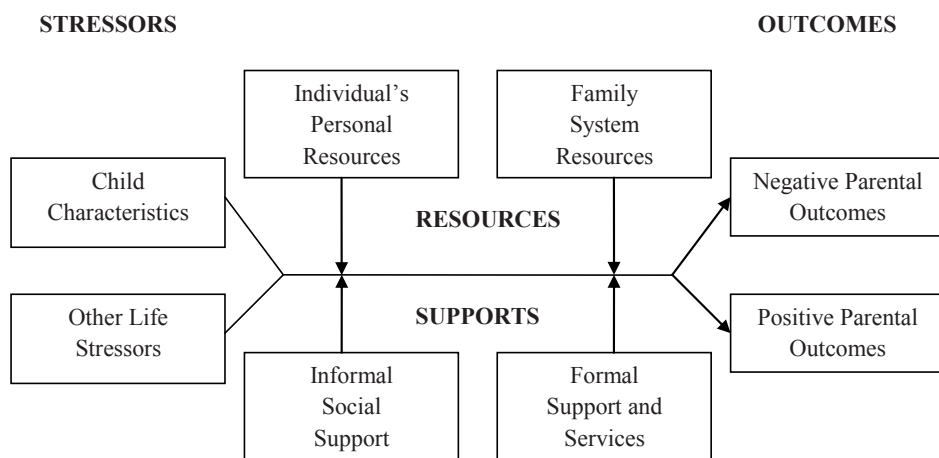 STRESSORS
OUTCOMES
Individual’s
Personal
Resources
Family
System
Resources
Child
Characteristics
Negative Parental
Outcomes
RESOURCES
Other Life
Stressors
SUPPORTS
Positive Parental
Outcomes
Informal
Social
Support
Formal
Support and
Services